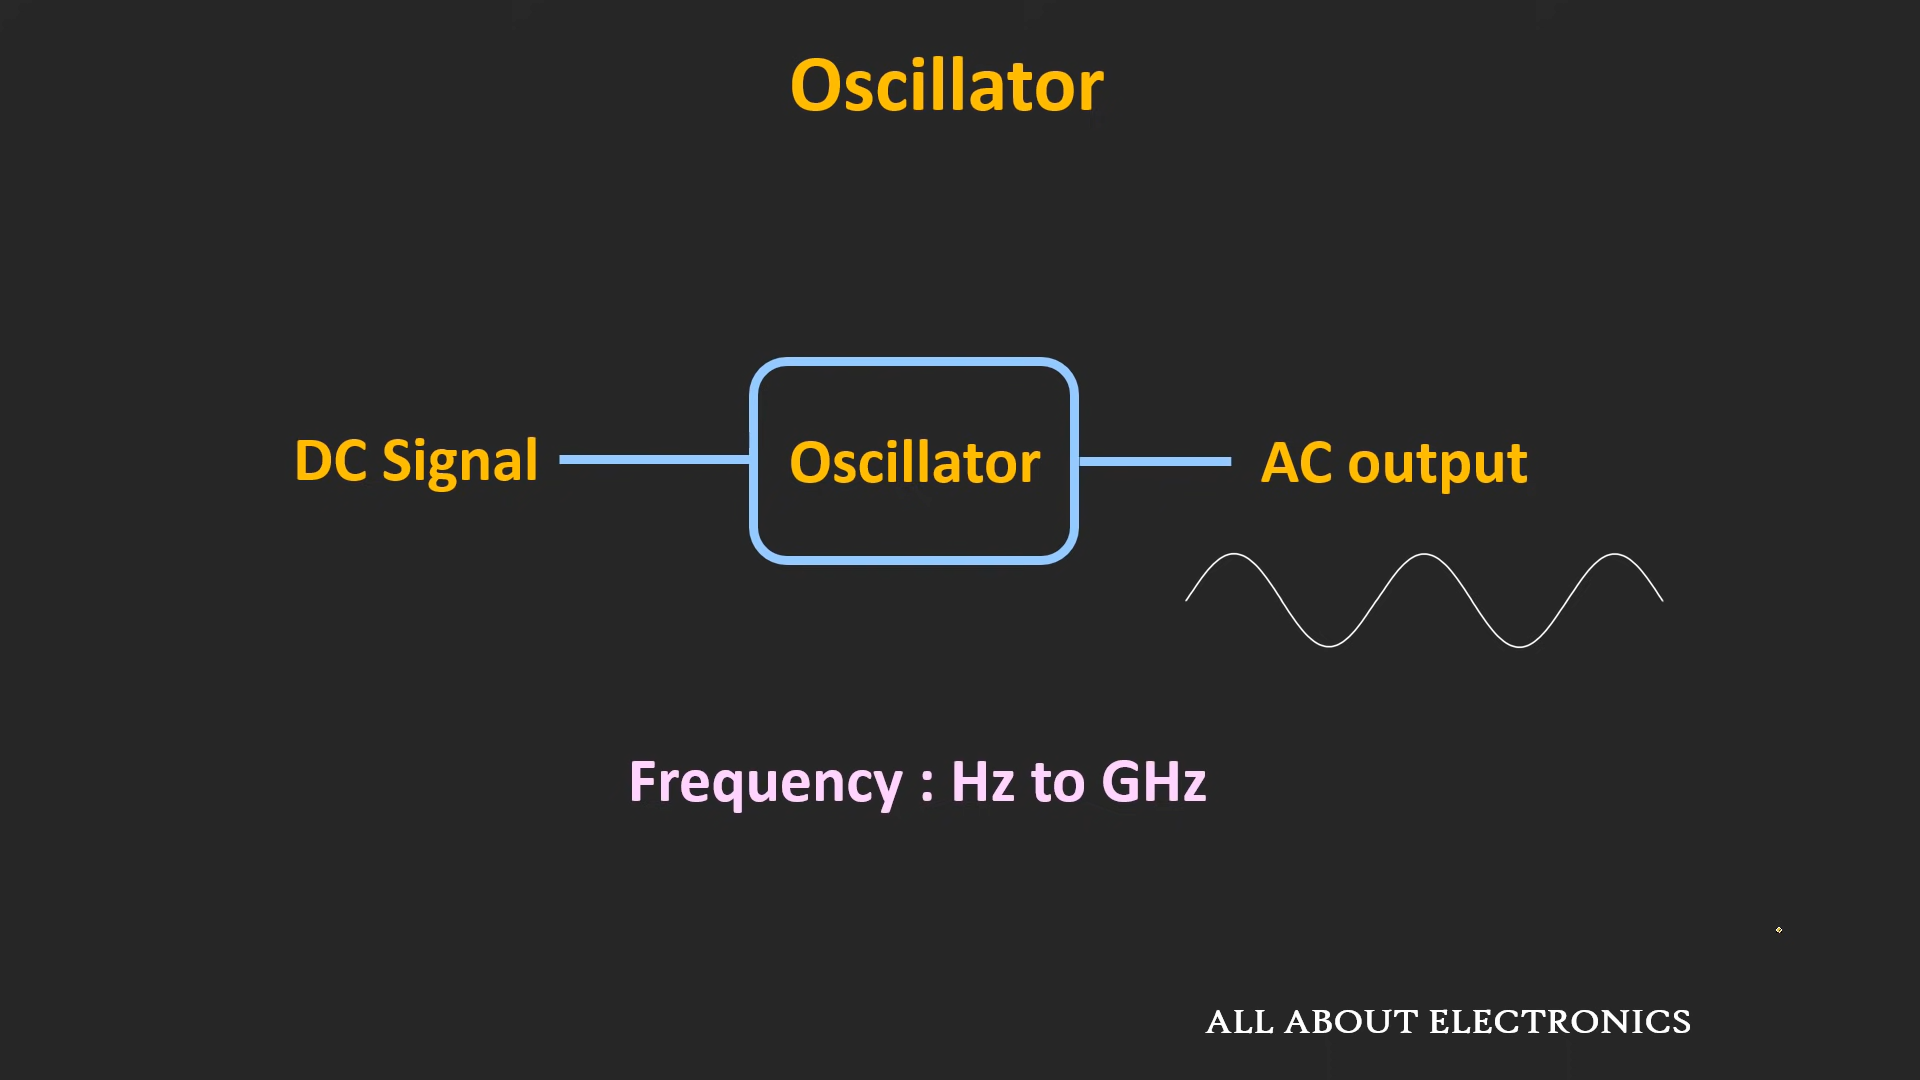 Oscillator
DC Signal
Oscillator
AC output
Frequency : Hz to GHz
ALL ABOUT ELECTRONICS